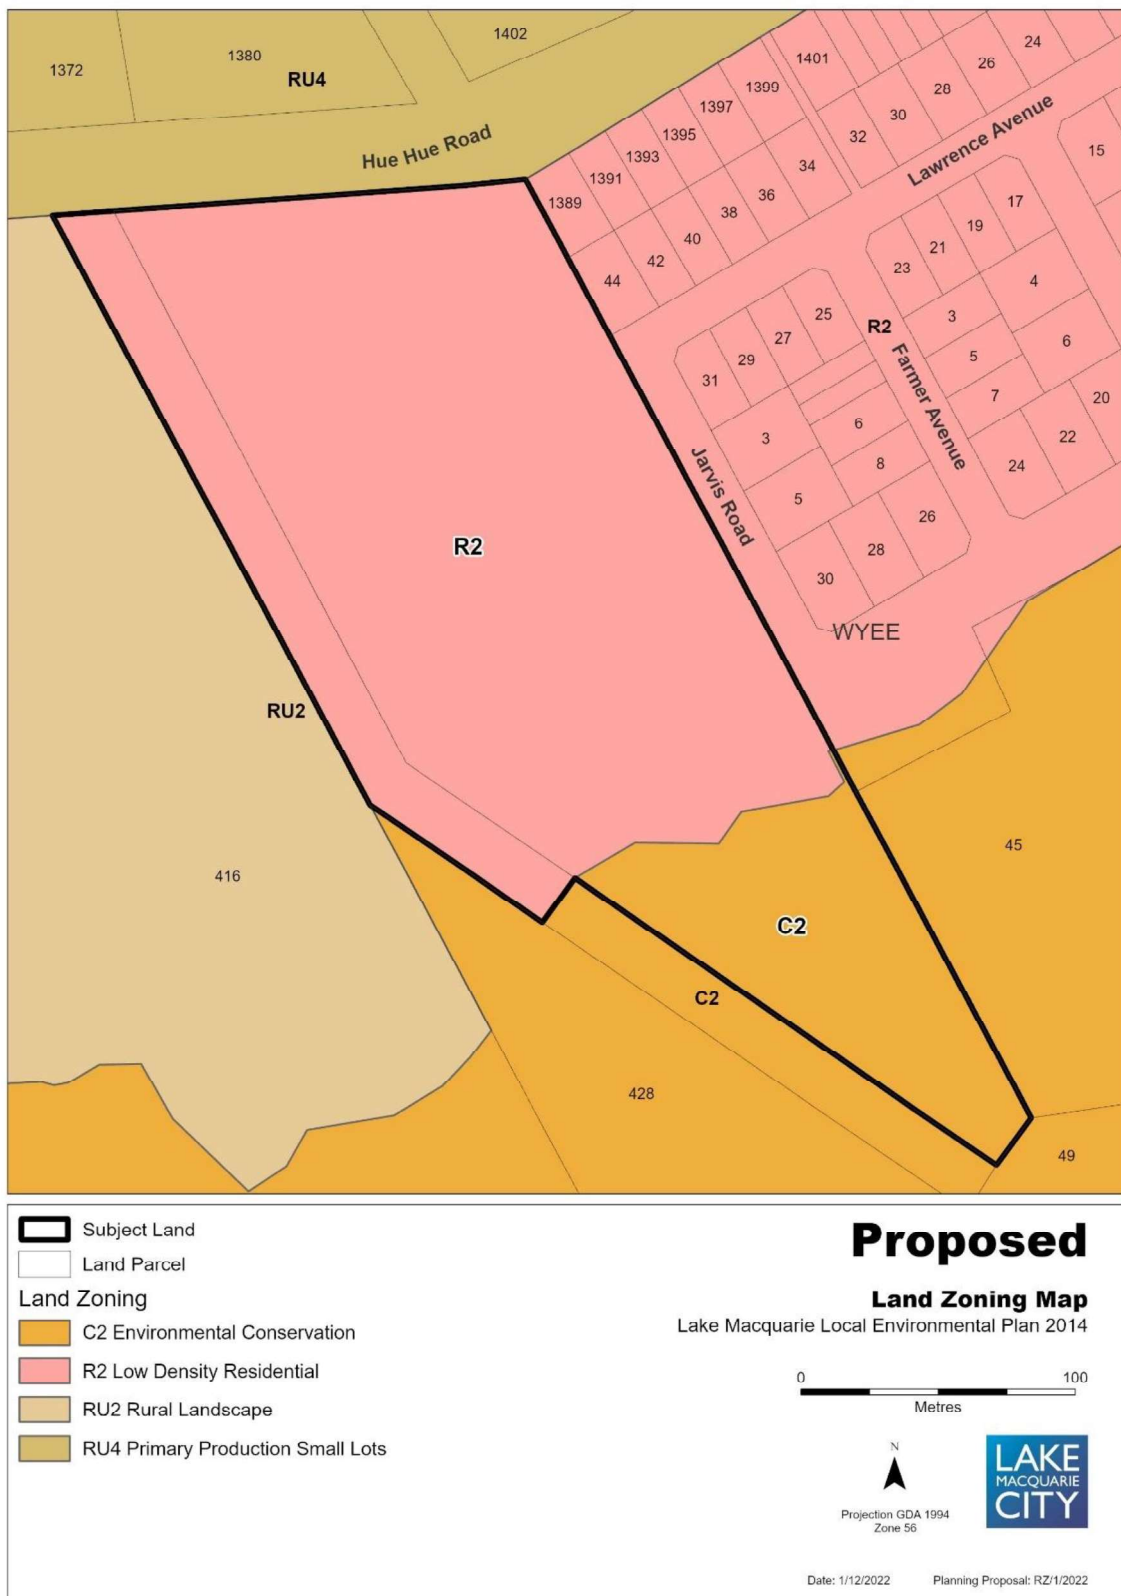 1402
1380
1372
RU4
Hue Hue Road
24
26
1401
28
30
32
1399
1397
1395
1393
1391
1389
Lawrence Avenue
34
36
38
40
42
44
15
17
19
21
23
4
3
5
6
7
R2
Farmer Avenue
20
22
24
25
27
29
31
3
6
8
5
26
28
30
Jarvis Road
WYEE
R2
RU2
416
45
C2
C2
428
49
Subject Land
Land Parcel
Land Zoning
C2 Environmental Conservation
R2 Low Density Residential
RU2 Rural Landscape
RU4 Primary Production Small Lots
Proposed
Land Zoning Map
Lake Macquarie Local Environmental Plan 2014
0 100
Metres
N
Projection GDA 1994
Zone 56
LAKE
MACQUARIE
CITY
Date: 1/12/2022 Planning Proposal: RZ/1/2022